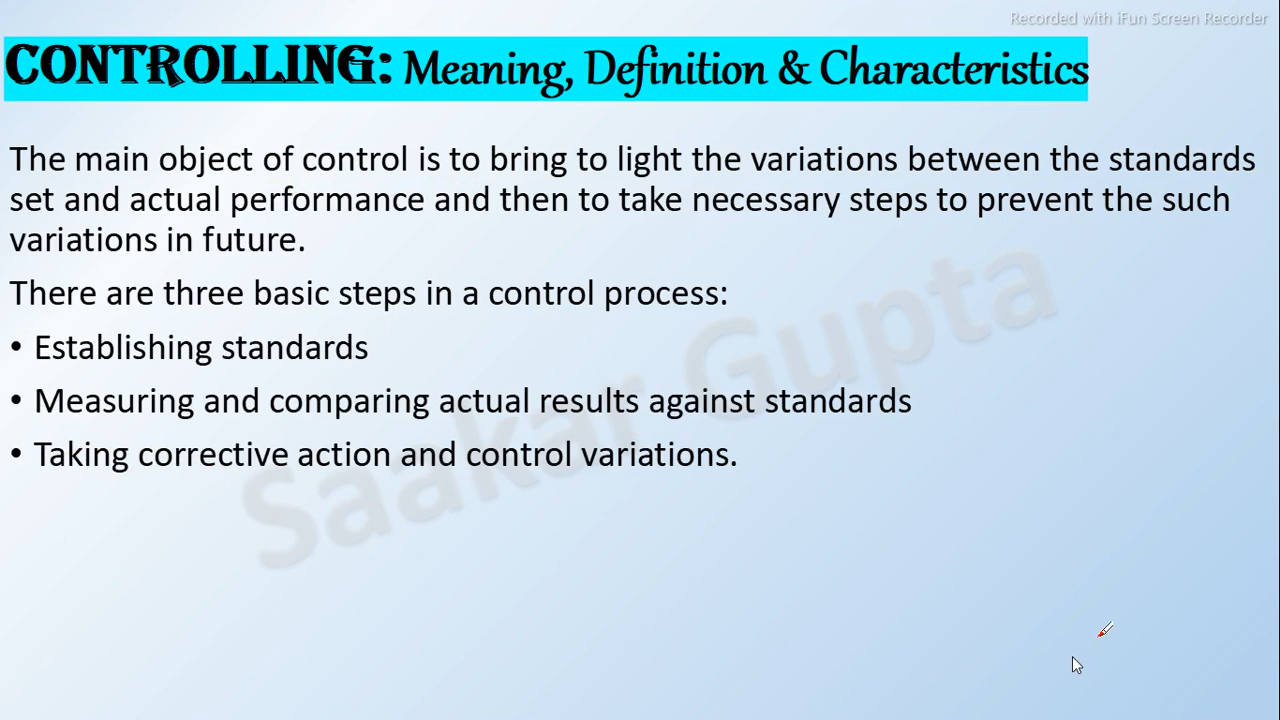 Recorded with iFun Screen Recorder
CONTROLLING: Meaning, Definition & Characteristics
The main object of control is to bring to light the variations between the standards
set and actual performance and then to take necessary steps to prevent the such
variations in future.
There are three basic steps in a control process:
• Establishing standards
• Measuring and comparing actual results against standards
• Taking corrective action and control variations.
Saakar Gupta